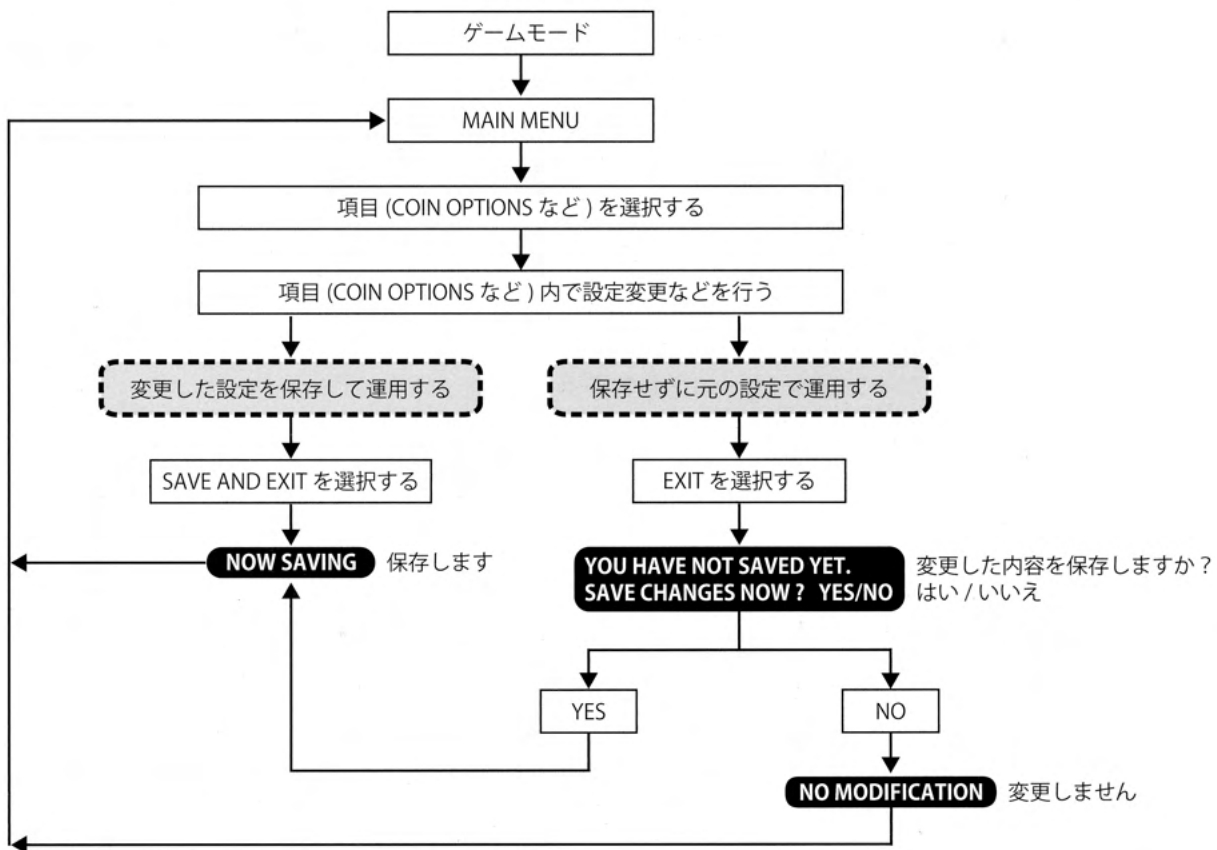 ゲームモード
MAIN MENU
項目 (COIN OPTIONS など ) を選択する
項目 (COIN OPTIONS など ) 内で設定変更などを行う
変更した設定を保存して運用する
保存せずに元の設定で運用する
SAVE AND EXIT を選択する
EXIT を選択する
NOW SAVING 保存します
YOU HAVE NOT SAVED YET.
SAVE CHANGES NOW ? YES/NO
変更した内容を保存しますか？
はい / いいえ
YES
NO
NO MODIFICATION 変更しません